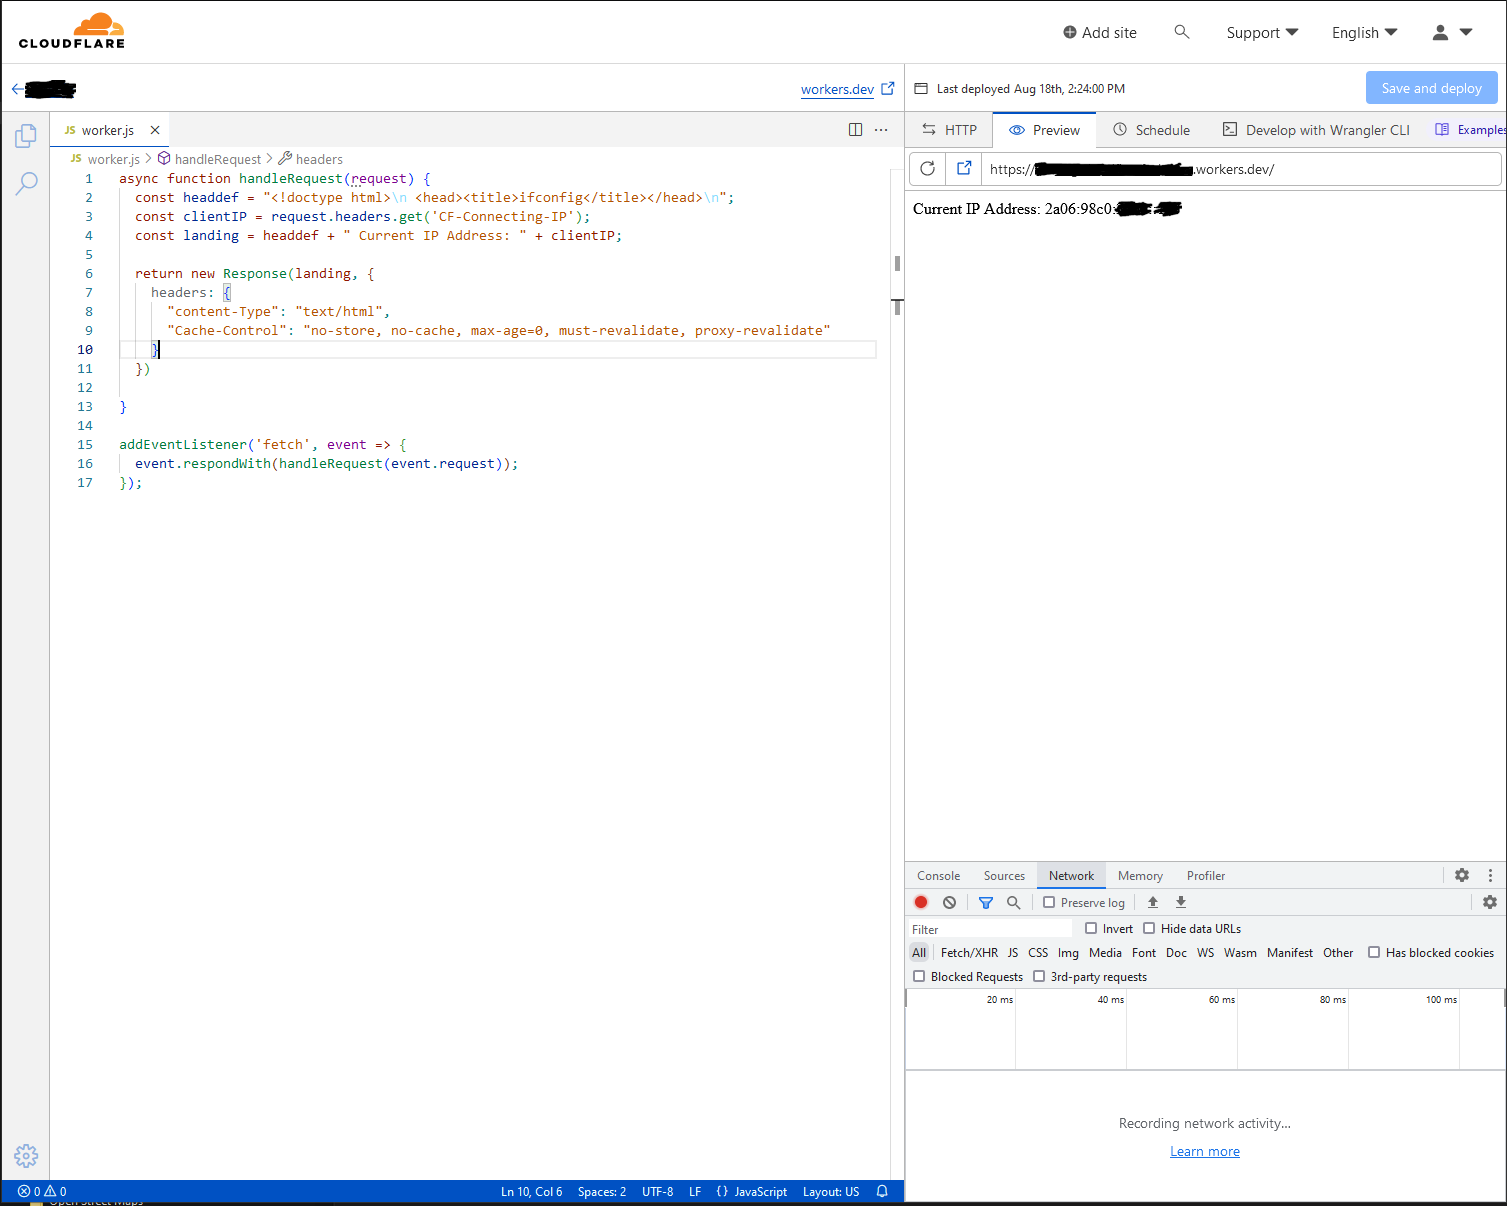 CLOUDFLARE
Add site
Support
English
workers.dev
Last deployed Aug 18th, 2:24:00 PM
Save and deploy
JS worker.js
HTTP
Preview
Schedule
Develop with Wrangler CLI
Examples
JS worker.js > handleRequest > headers
https://
.workers.dev/
1 async function handleRequest(request) {
2 const headdef = "<!doctype html>\n <head><title>ifconfig</title></head>\n";
3 const clientIP = request.headers.get('CF-Connecting-IP');
4 const landing = headdef + " Current IP Address: " + clientIP;
5
6 return new Response(landing, {
7 headers: {
8 "content-Type": "text/html",
9 "Cache-Control": "no-store, no-cache, max-age=0, must-revalidate, proxy-revalidate"
10 }
11 })
12
13 }
14
15 addEventListener('fetch', event => {
16 event.respondWith(handleRequest(event.request));
17 });
Current IP Address: 2a06:98c0:
Console Sources Network Memory Profiler
Preserve log
Filter
Invert
Hide data URLs
All Fetch/XHR JS CSS Img Media Font Doc WS Wasm Manifest Other
Has blocked cookies
Blocked Requests
3rd-party requests
20 ms 40 ms 60 ms 80 ms 100 ms
Recording network activity...
Learn more
0 0
Ln 10, Col 6 Spaces: 2 UTF-8 LF {} JavaScript Layout: US
Open Street Maps